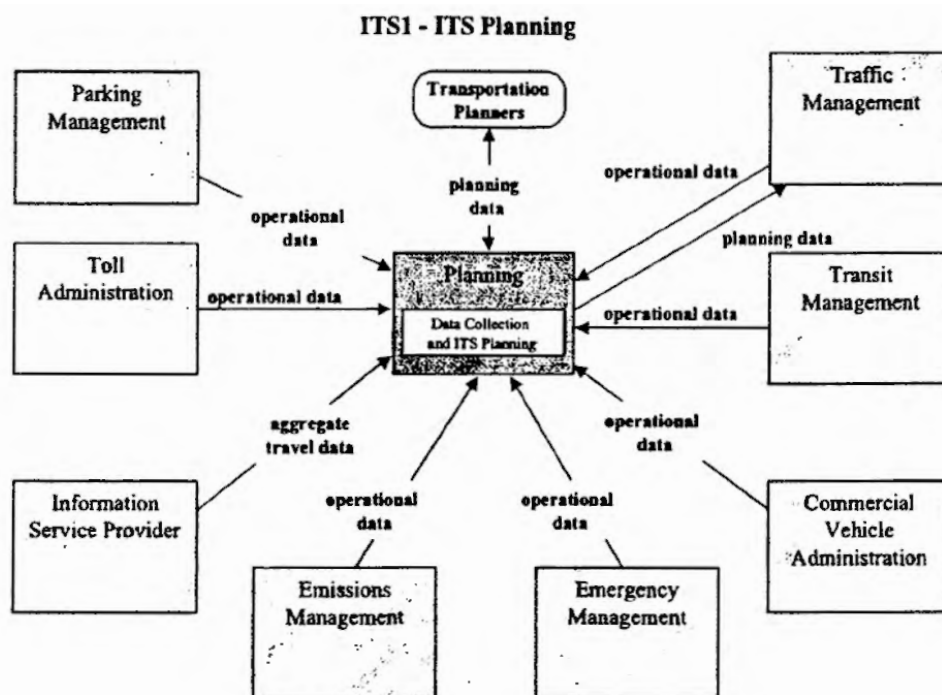 ITS1 - ITS Planning
Parking
Management
Transportation
Planners
Traffic
Management
operational data
planning
data
operational
data
planning data
Toll
Administration
operational data
Planning
Data Collection
and ITS Planning
Transit
Management
operational data
aggregate
travel data
operational
data
Information
Service Provider
operational
data
operational
data
Commercial
Vehicle
Administration
Emissions
Management
Emergency
Management